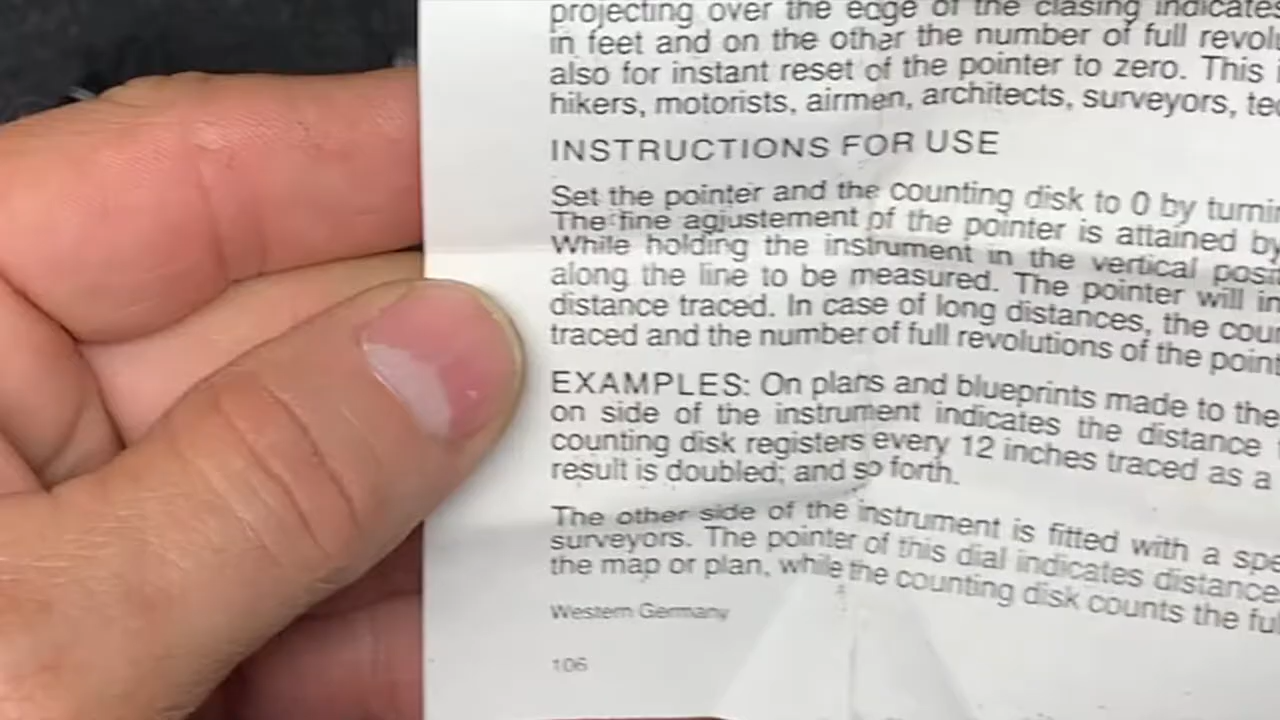 projecting over the edge of the clasing indicates
in feet and on the other the number of full revolu
also for instant reset of the pointer to zero. This i
hikers, motorists, airmen, architects, surveyors, te
INSTRUCTIONS FOR USE
Set the pointer and the counting disk to 0 by turni
The fine agjustement of the pointer is attained by
While holding the instrument in the vertical posi
along the line to be measured. The pointer will in
distance traced. In case of long distances, the cou
traced and the number of full revolutions of the point
EXAMPLES: On plans and blueprints made to the
on side of the instrument indicates the distance
counting disk registers every 12 inches traced as a
result is doubled; and so forth.
The other side of the instrument is fitted with a spe
surveyors. The pointer of this dial indicates distance
the map or plan, while the counting disk counts the ful
Western Germany
106